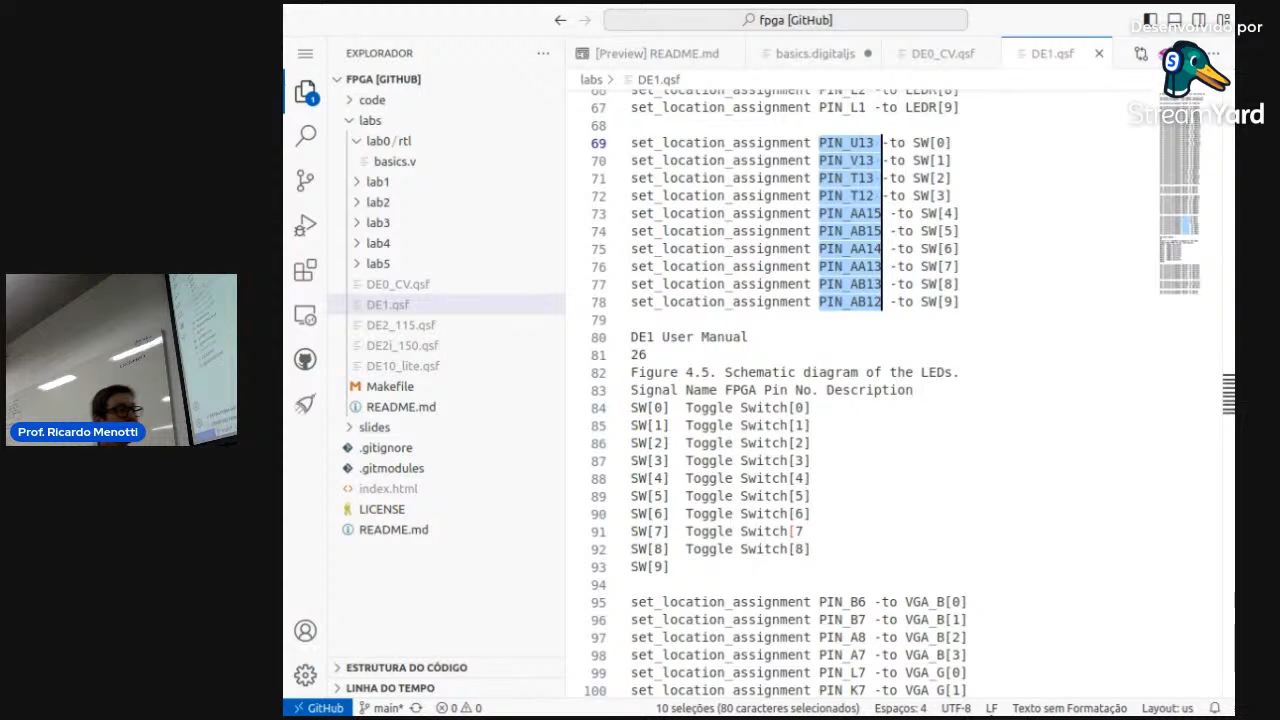 fpga [GitHub]
Desenvolvido por
StreamYard
EXPLORADOR
FPGA [GITHUB]
code
labs
lab0 / rtl
basics.v
lab1
lab2
lab3
lab4
lab5
DE0_CV.qsf
DE1.qsf
DE2_115.qsf
DE2i_150.qsf
DE10_lite.qsf
Makefile
README.md
slides
.gitignore
.gitmodules
index.html
LICENSE
README.md
ESTRUTURA DO CÓDIGO
LINHA DO TEMPO
1
[Preview] README.md
basics.digitaljs
DE0_CV.qsf
DE1.qsf
labs > DE1.qsf
66 set_location_assignment PIN_L2 -to LEDR[8]
67 set_location_assignment PIN_L1 -to LEDR[9]
68
69 set_location_assignment PIN_U13 -to SW[0]
70 set_location_assignment PIN_V13 -to SW[1]
71 set_location_assignment PIN_T13 -to SW[2]
72 set_location_assignment PIN_T12 -to SW[3]
73 set_location_assignment PIN_AA15 -to SW[4]
74 set_location_assignment PIN_AB15 -to SW[5]
75 set_location_assignment PIN_AA14 -to SW[6]
76 set_location_assignment PIN_AA13 -to SW[7]
77 set_location_assignment PIN_AB13 -to SW[8]
78 set_location_assignment PIN_AB12 -to SW[9]
79
80 DE1 User Manual
81 26
82 Figure 4.5. Schematic diagram of the LEDs.
83 Signal Name FPGA Pin No. Description
84 SW[0] Toggle Switch[0]
85 SW[1] Toggle Switch[1]
86 SW[2] Toggle Switch[2]
87 SW[3] Toggle Switch[3]
88 SW[4] Toggle Switch[4]
89 SW[5] Toggle Switch[5]
90 SW[6] Toggle Switch[6]
91 SW[7] Toggle Switch[7
92 SW[8] Toggle Switch[8]
93 SW[9]
94
95 set_location_assignment PIN_B6 -to VGA_B[0]
96 set_location_assignment PIN_B7 -to VGA_B[1]
97 set_location_assignment PIN_A8 -to VGA_B[2]
98 set_location_assignment PIN_A7 -to VGA_B[3]
99 set_location_assignment PIN_L7 -to VGA_G[0]
100 set_location_assignment PIN_K7 -to VGA_G[1]
Prof. Ricardo Menotti
GitHub main* 0 0 10 seleções (80 caracteres selecionados) Espaços: 4 UTF-8 LF Texto sem Formatação Layout: us